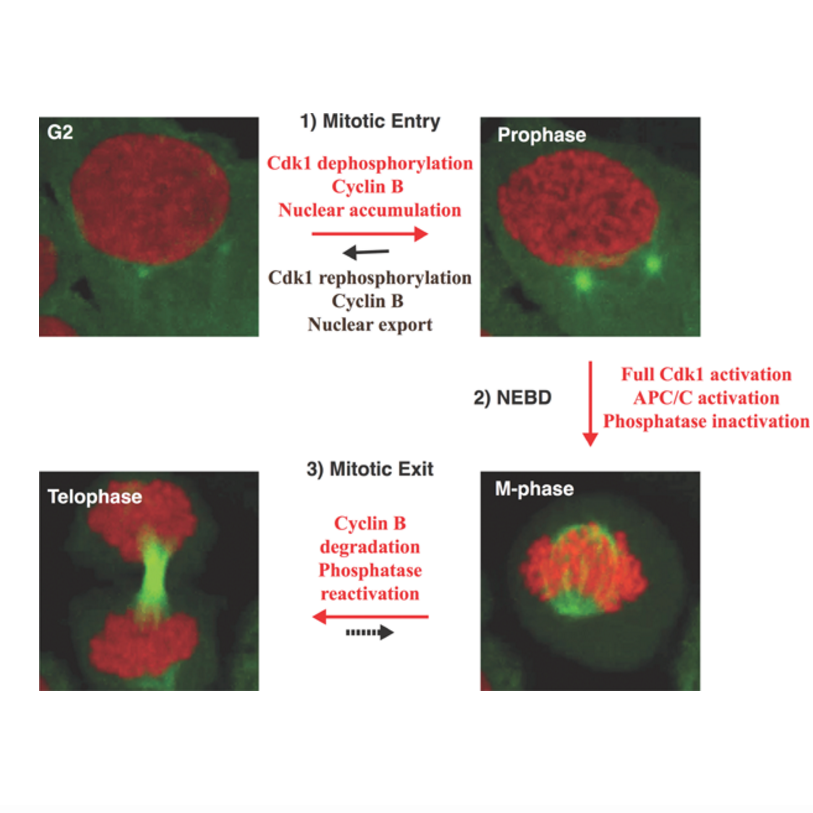 G2
1) Mitotic Entry
Cdk1 dephosphorylation
Cyclin B
Nuclear accumulation
Cdk1 rephosphorylation
Cyclin B
Nuclear export
Prophase
2) NEBD
Full Cdk1 activation
APC/C activation
Phosphatase inactivation
Telophase
3) Mitotic Exit
Cyclin B
degradation
Phosphatase
reactivation
M-phase